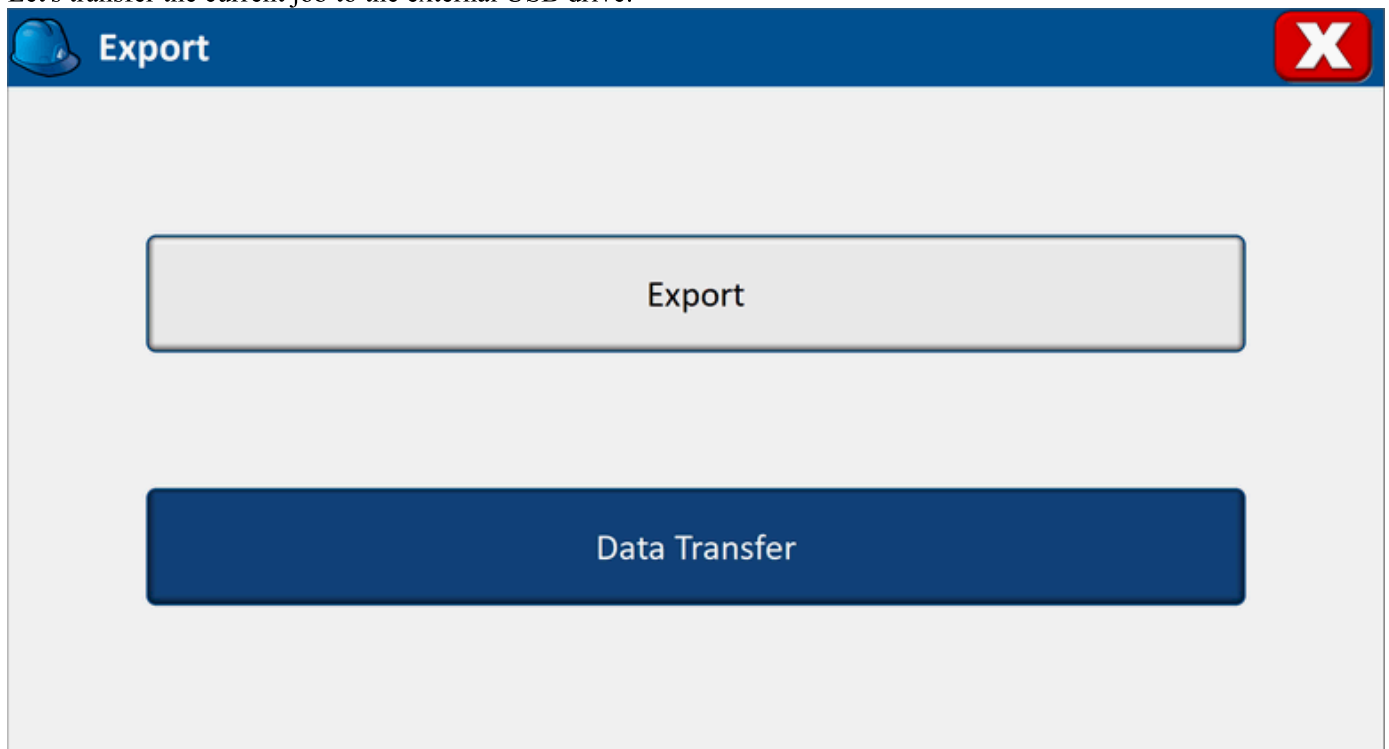 Let's transfer the current job to the external USB drive.
Export
X
Export
Data Transfer